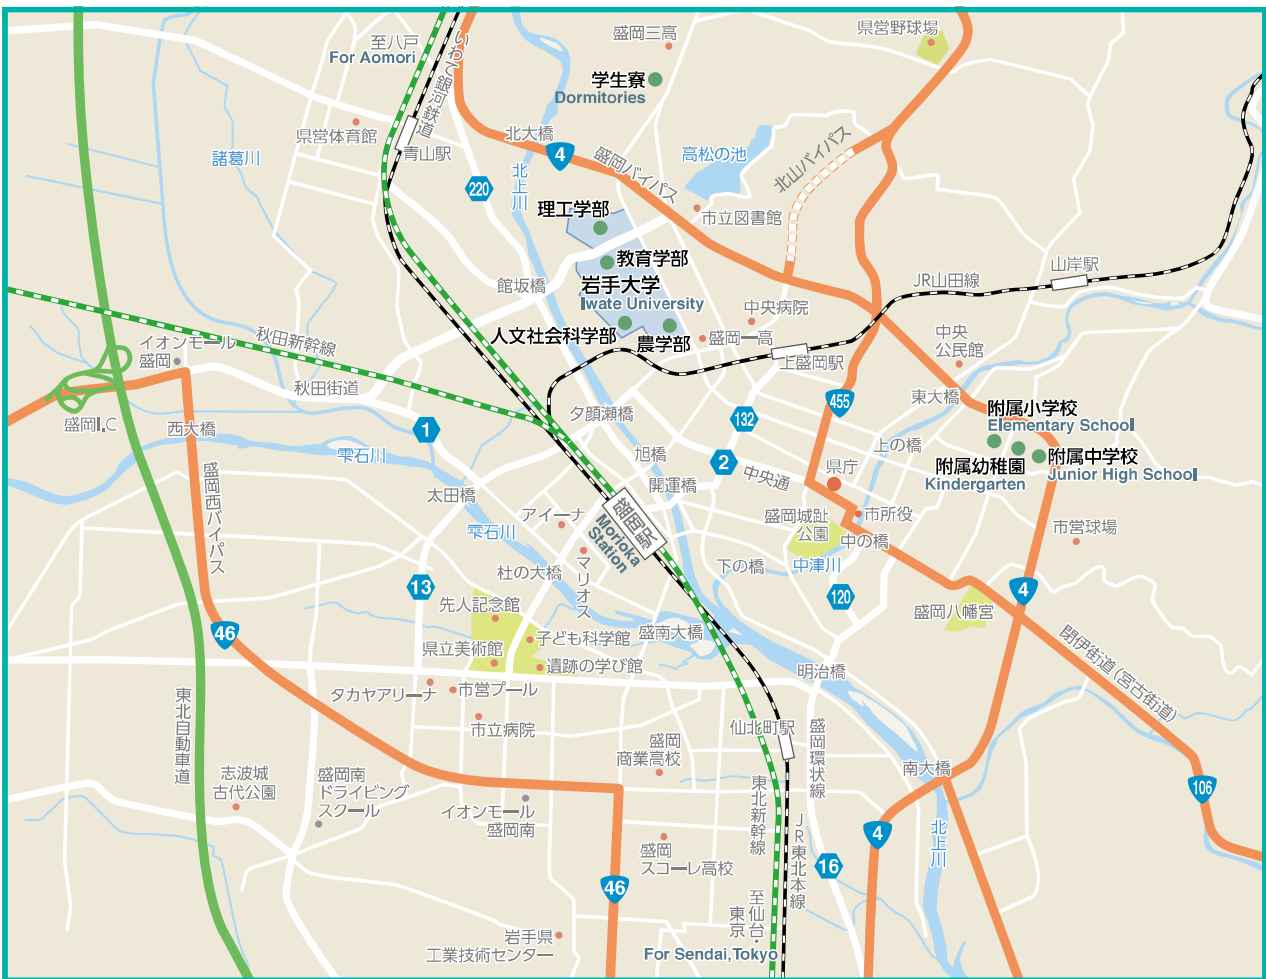 至八戸
For Aomori
いわて銀河鉄道
盛岡三高
県営野球場
学生寮
Dormitories
県営体育館
青山駅
北大橋
4
盛岡バイパス
高松の池
北山バイパス
諸葛川
220
北上川
理工学部
市立図書館
教育学部
岩手大学
Iwate University
館坂橋
人文社会科学部
農学部
中央病院
盛岡一高
上盛岡駅
JR山田線
山岸駅
中央
公民館
秋田新幹線
イオンモール
盛岡
秋田街道
盛岡I.C
西大橋
雫石川
1
夕顔瀬橋
132
455
東大橋
附属小学校
Elementary School
附属幼稚園
Kindergarten
附属中学校
Junior High School
上の橋
旭橋
2
開運橋
中央通
県庁
太田橋
盛岡西バイパス
アイーナ
盛岡駅
Morioka
Station
盛岡城趾
公園
市所役
中の橋
市営球場
雫石川
マリオス
杜の大橋
下の橋
中津川
13
120
4
先人記念館
子ども科学館
盛南大橋
盛岡八幡宮
46
県立美術館
遺跡の学び館
明治橋
閉伊街道(宮古街道)
タカヤアリーナ
市営プール
市立病院
東北自動車道
仙北町駅
盛岡環状線
盛岡
商業高校
南大橋
志波城
古代公園
盛岡南
ドライビング
スクール
イオンモール
盛岡南
東北新幹線
106
4
北上川
盛岡
スコーレ高校
JR東北本線
16
46
至仙台・
東京
岩手県
工業技術センター
For Sendai,Tokyo